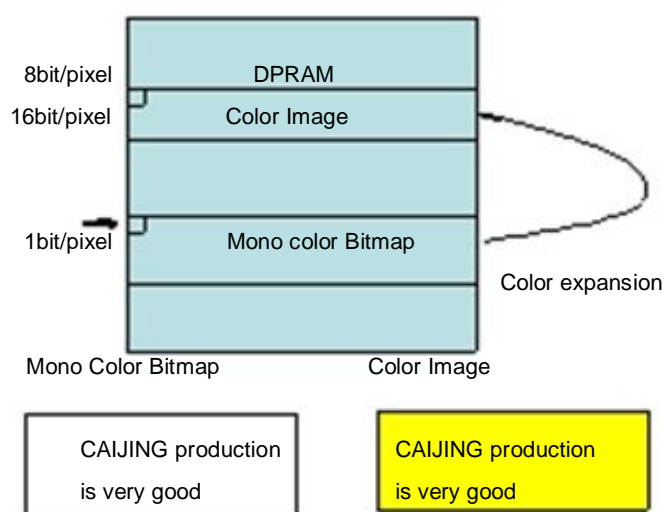 8bit/pixel DPRAM
16bit/pixel Color Image
1bit/pixel Mono color Bitmap
Color expansion
Mono Color Bitmap Color Image
CAIJING production
is very good
CAIJING production
is very good